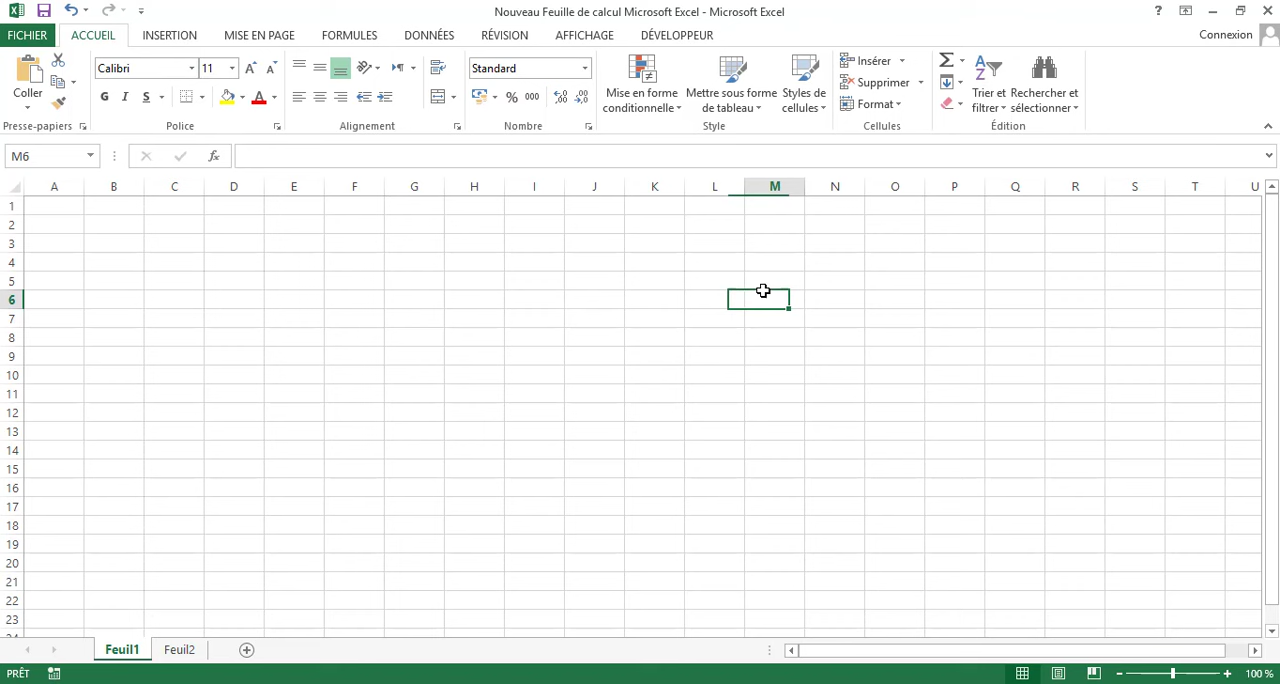 Nouveau Feuille de calcul Microsoft Excel - Microsoft Excel
?
FICHIER ACCUEIL INSERTION MISE EN PAGE FORMULES DONNÉES RÉVISION AFFICHAGE DÉVELOPPEUR Connexion
Coller
Calibri 11
G I S A
Standard
% 000
Mise en forme conditionnelle
Mettre sous forme de tableau
Styles de cellules
Insérer
Supprimer
Format
Trier et filtrer
Rechercher et sélectionner
Presse-papiers Police Alignement Nombre Style Cellules Édition
M6 fx
A B C D E F G H I J K L M N O P Q R S T U
1
2
3
4
5
6
7
8
9
10
11
12
13
14
15
16
17
18
19
20
21
22
23
24
Feuil1 Feuil2
PRÊT 100 %